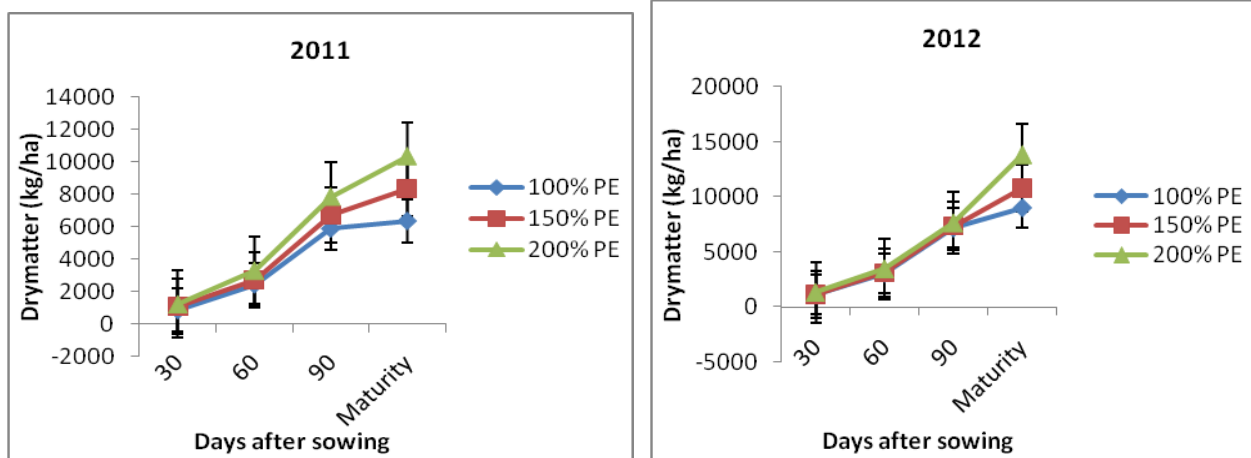 2011
14000
12000
10000
8000
6000
4000
2000
0
-2000
Drymatter (kg/ha)
30
60
90
Maturity
Days after sowing
100% PE
150% PE
200% PE
2012
20000
15000
10000
5000
0
-5000
Drymatter (kg/ha)
30
60
90
Maturity
Days after sowing
100% PE
150% PE
200% PE